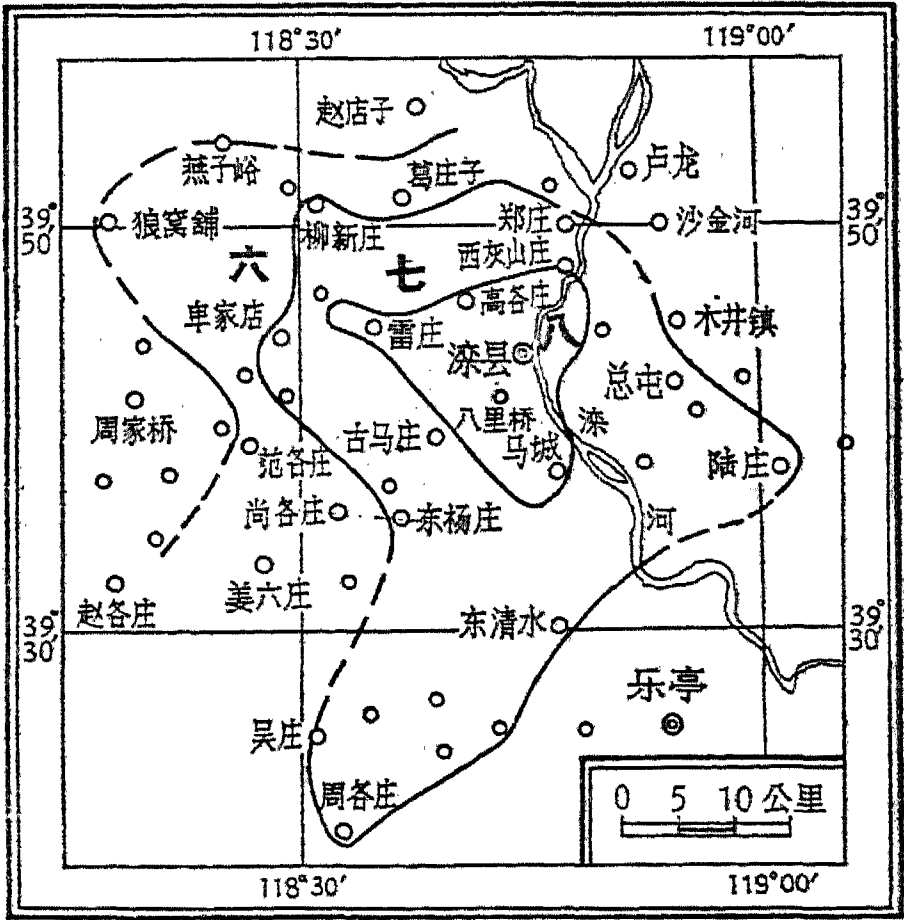 118°30′
119°00′
赵店子
燕子峪
葛庄子
卢龙
39°50′
狼窝舖
柳新庄
郑庄
沙金河
39°50′
六
七
西灰山庄
卑家店
雷庄
高各庄
八
木井镇
滦县
总屯
周家桥
范各庄
古马庄
八里桥
马城
滦
陆庄
尚各庄
东杨庄
河
赵各庄
姜六庄
39°30′
东清水
39°30′
乐亭
吴庄
周各庄
0 5 10 公里
118°30′
119°00′